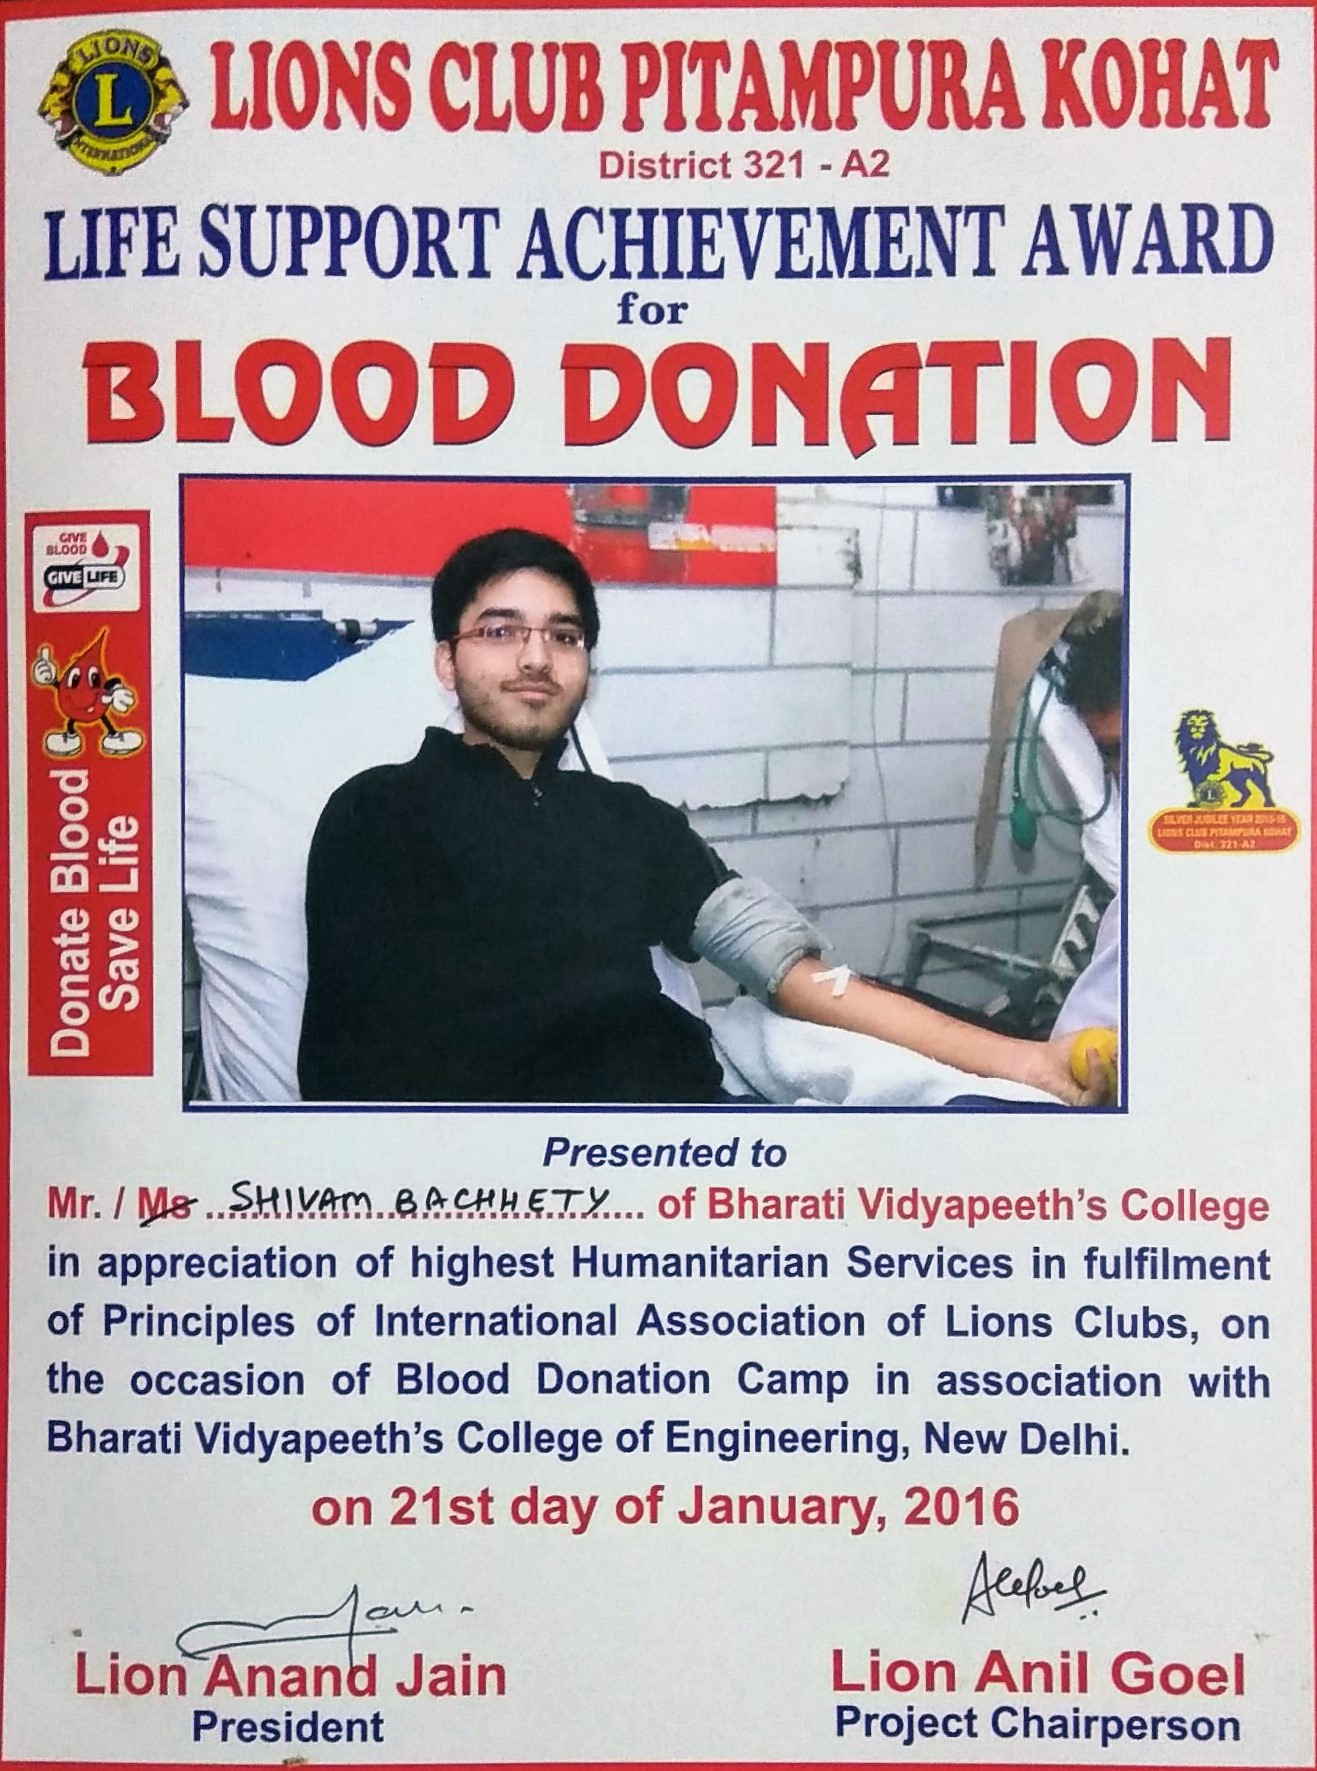 LIONS
L
INTERNATIONAL
LIONS CLUB PITAMPURA KOHAT
District 321 - A2
LIFE SUPPORT ACHIEVEMENT AWARD
for
BLOOD DONATION
GIVE
BLOOD
GIVE LIFE
Donate Blood
Save Life
L
SILVER JUBILEE YEAR 2015-16
LIONS CLUB PITAMPURA KOHAT
Dist. 321-A2
Presented to
Mr. / Ms SHIVAM BACHHETY of Bharati Vidyapeeth's College
in appreciation of highest Humanitarian Services in fulfilment
of Principles of International Association of Lions Clubs, on
the occasion of Blood Donation Camp in association with
Bharati Vidyapeeth's College of Engineering, New Delhi.
on 21st day of January, 2016
Lion Anand Jain
President
Lion Anil Goel
Project Chairperson